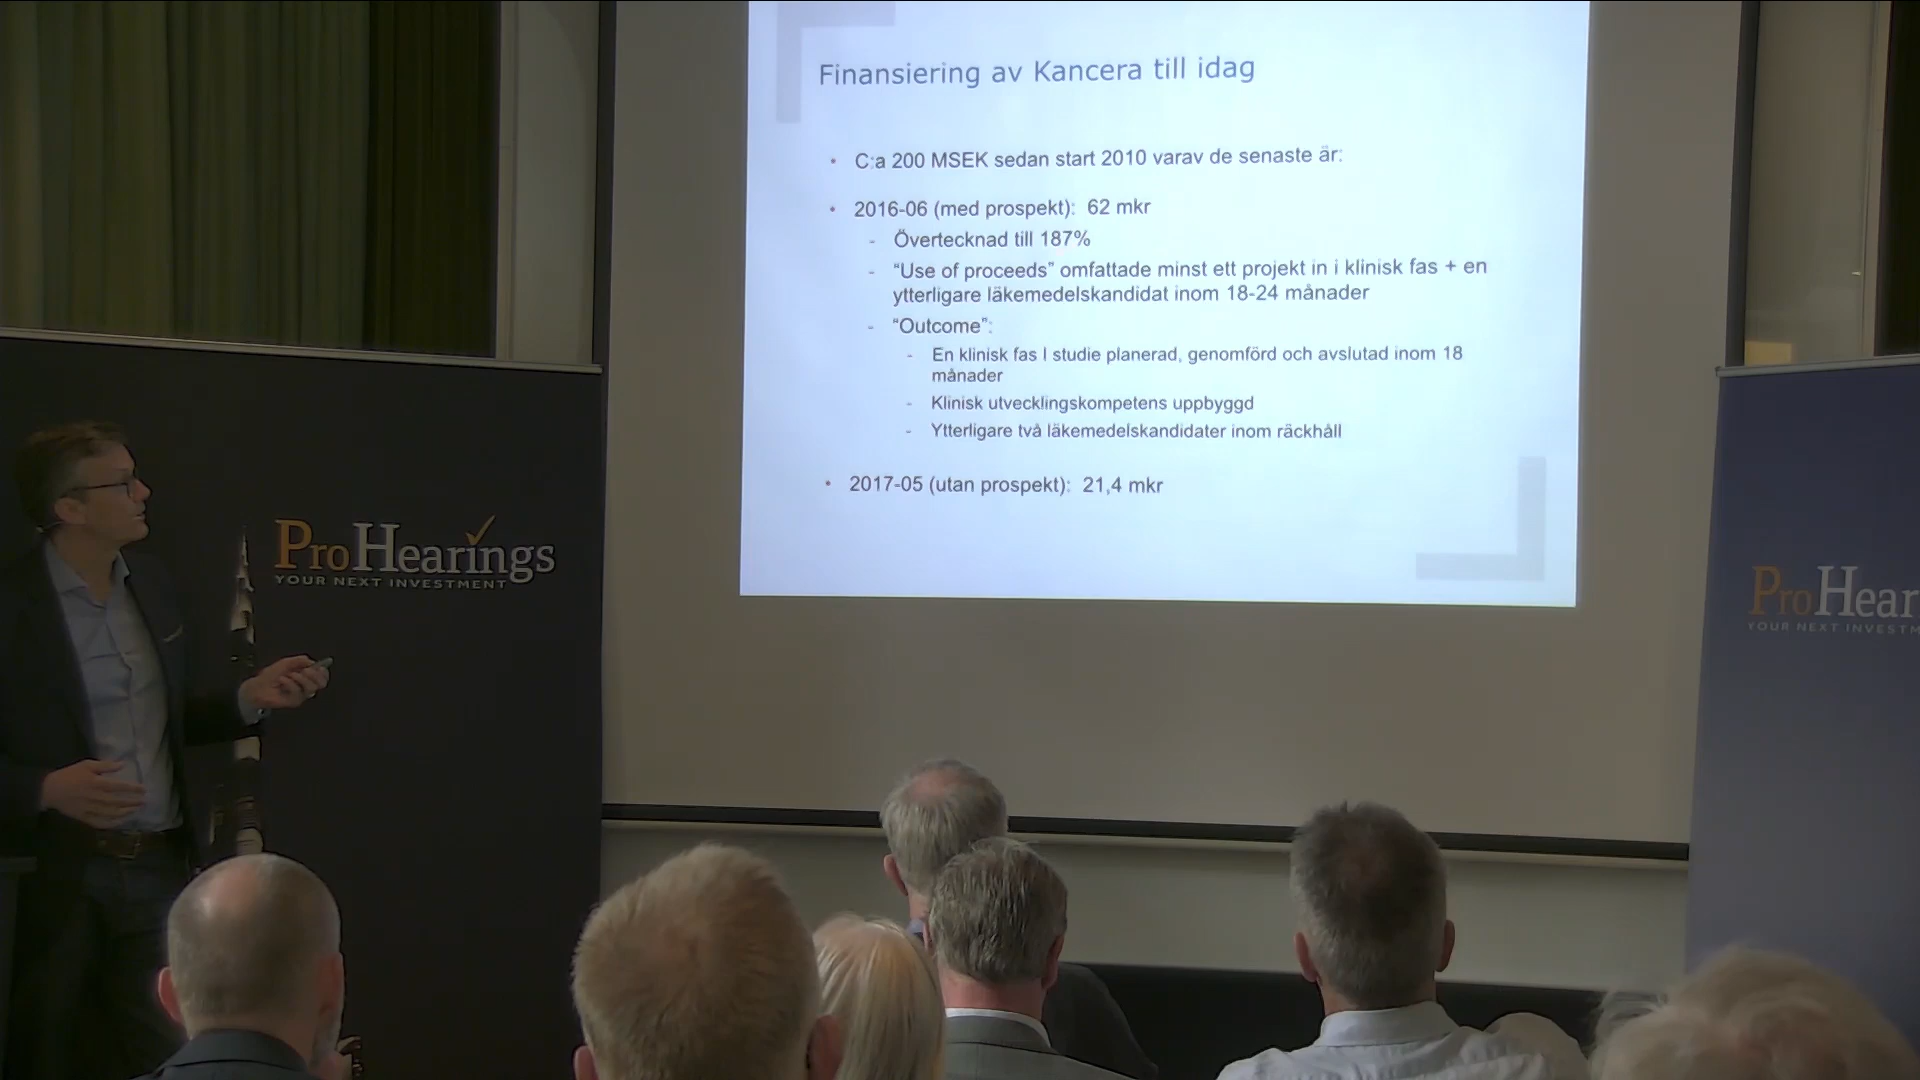 Finansiering av Kancera till idag
• C:a 200 MSEK sedan start 2010 varav de senaste är:
• 2016-06 (med prospekt): 62 mkr
- Övertecknad till 187%
- “Use of proceeds” omfattade minst ett projekt in i klinisk fas + en
ytterligare läkemedelskandidat inom 18-24 månader
- “Outcome”:
- En klinisk fas I studie planerad, genomförd och avslutad inom 18
månader
- Klinisk utvecklingskompetens uppbyggd
- Ytterligare två läkemedelskandidater inom räckhåll
• 2017-05 (utan prospekt): 21,4 mkr
ProHearings
YOUR NEXT INVESTMENT
ProHear
YOUR NEXT INVESTM